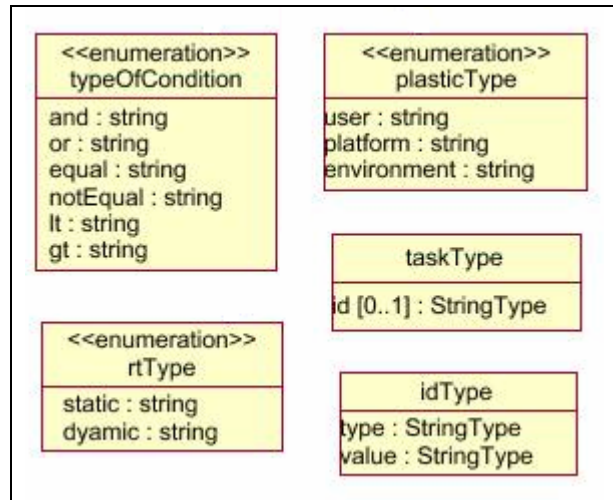 <<enumeration>>
typeOfCondition
and : string
or : string
equal : string
notEqual : string
lt : string
gt : string
<<enumeration>>
plasticType
user : string
platform : string
environment : string
taskType
id [0..1] : StringType
<<enumeration>>
rtType
static : string
dyamic : string
idType
type : StringType
value : StringType